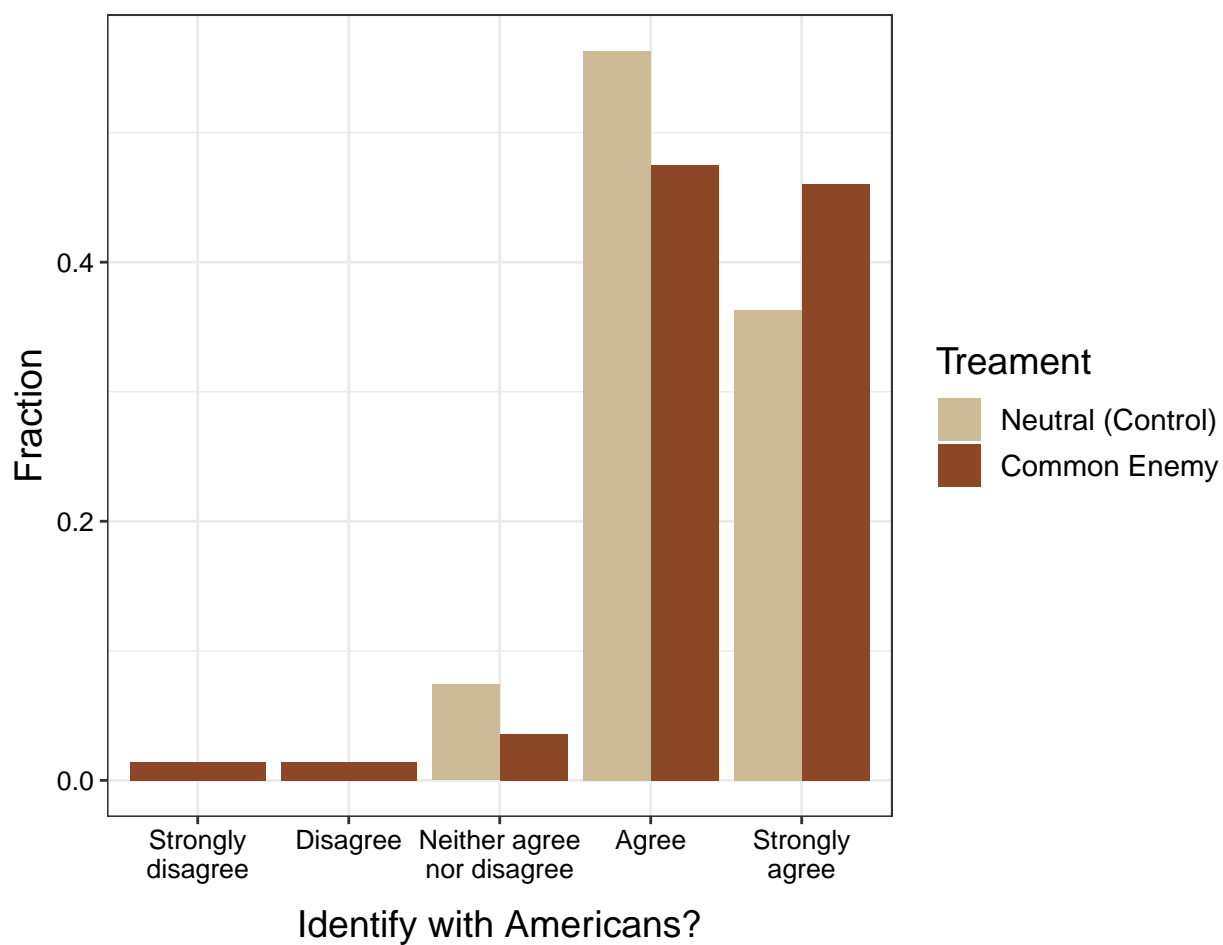 0.4
0.2
0.0
Fraction
Strongly
disagree
Disagree
Neither agree
nor disagree
Agree
Strongly
agree
Identify with Americans?
Treament
Neutral (Control)
Common Enemy